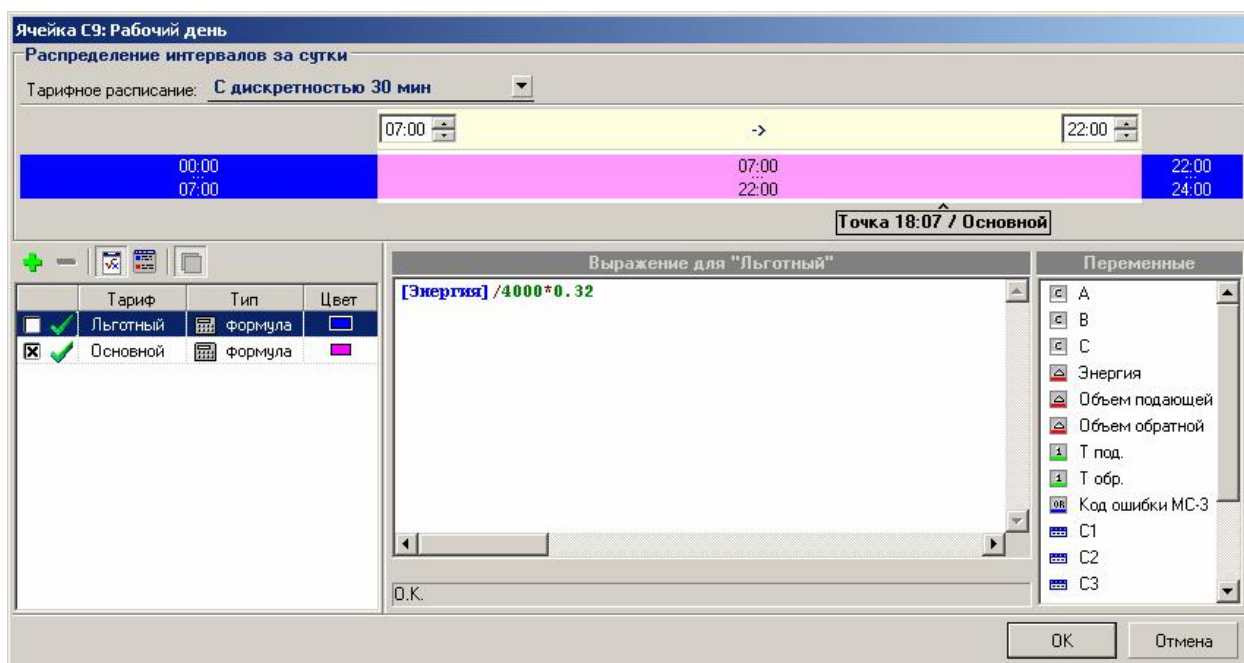 Ячейка C9: Рабочий день
Распределение интервалов за сутки
Тарифное расписание: С дискретностью 30 мин
07:00 -> 22:00
00:00 07:00 22:00
... ... ...
07:00 22:00 24:00
Точка 18:07 / Основной
Выражение для "Льготный"
Переменные
Тариф Тип Цвет
Льготный формула
Основной формула
[Энергия]/4000*0.32
О.К.
A
B
C
Энергия
Объем подающей
Объем обратной
Т под.
Т обр.
Код ошибки МС-3
C1
C2
C3
OK Отмена